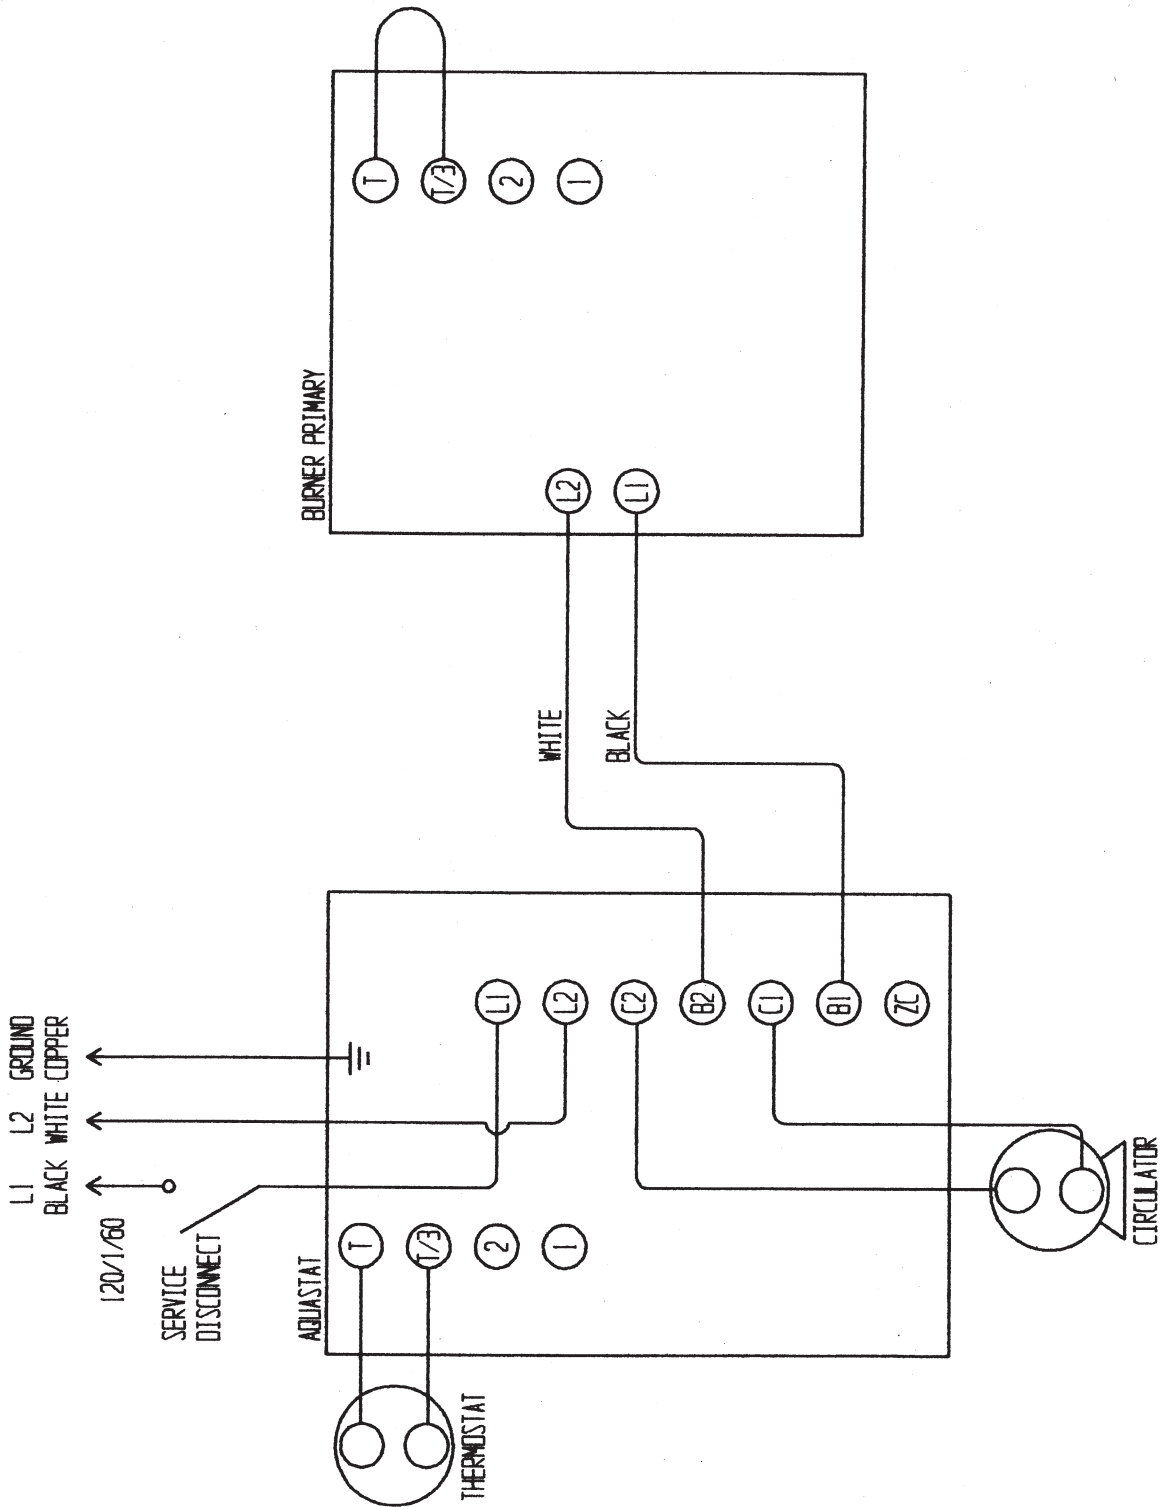 L1 L2 GROUND
BLACK WHITE COPPER
120/1/60
SERVICE
DISCONNECT
AQUASTAT
T
T/3
2
1
L1
L2
C2
B2
C1
B1
ZC
THERMOSTAT
CIRCULATOR
WHITE
BLACK
BURNER PRIMARY
L2
L1
T
T/3
2
1